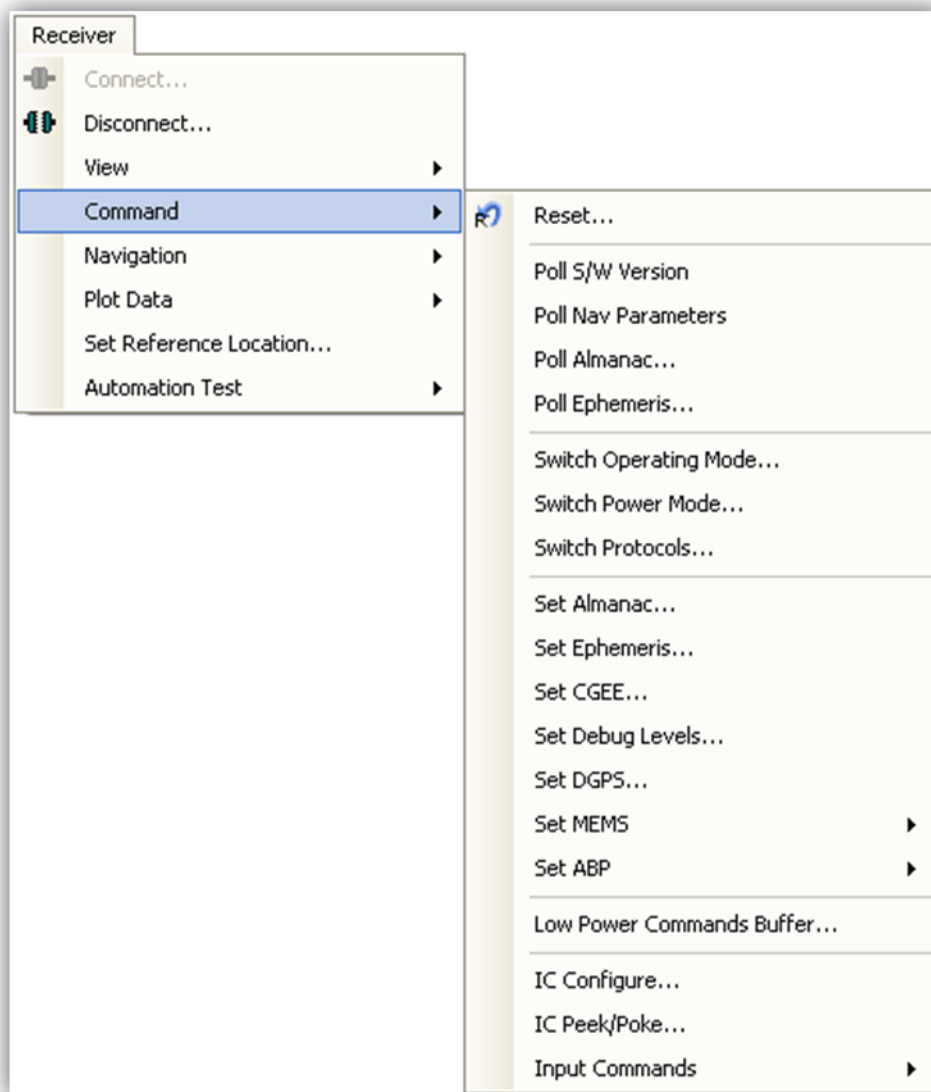 Receiver
Connect...
Disconnect...
View
Command
Navigation
Plot Data
Set Reference Location...
Automation Test
R
Reset...
Poll S/W Version
Poll Nav Parameters
Poll Almanac...
Poll Ephemeris...
Switch Operating Mode...
Switch Power Mode...
Switch Protocols...
Set Almanac...
Set Ephemeris...
Set CGEE...
Set Debug Levels...
Set DGPS...
Set MEMS
Set ABP
Low Power Commands Buffer...
IC Configure...
IC Peek/Poke...
Input Commands